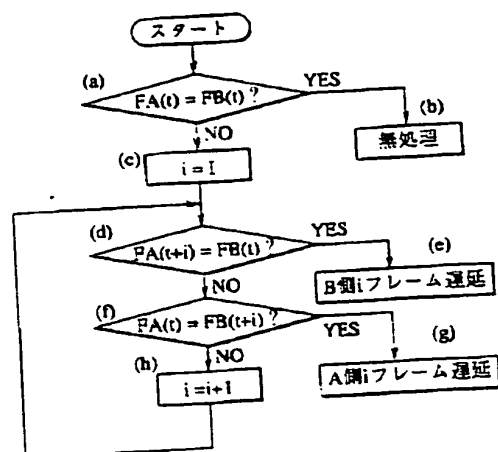 スタート
(a)
FA(t) = FB(t) ?
YES
(b)
無処理
NO
(c)
i = 1
(d)
FA(t+i) = FB(t) ?
YES
(e)
B側iフレーム遅延
NO
(f)
FA(t) = FB(t+i) ?
YES
(g)
A側iフレーム遅延
NO
(h)
i = i+1